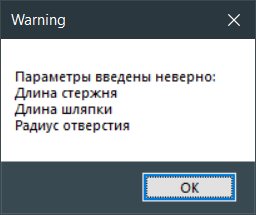 Warning
Параметры введены неверно:
Длина стержня
Длина шляпки
Радиус отверстия
OK